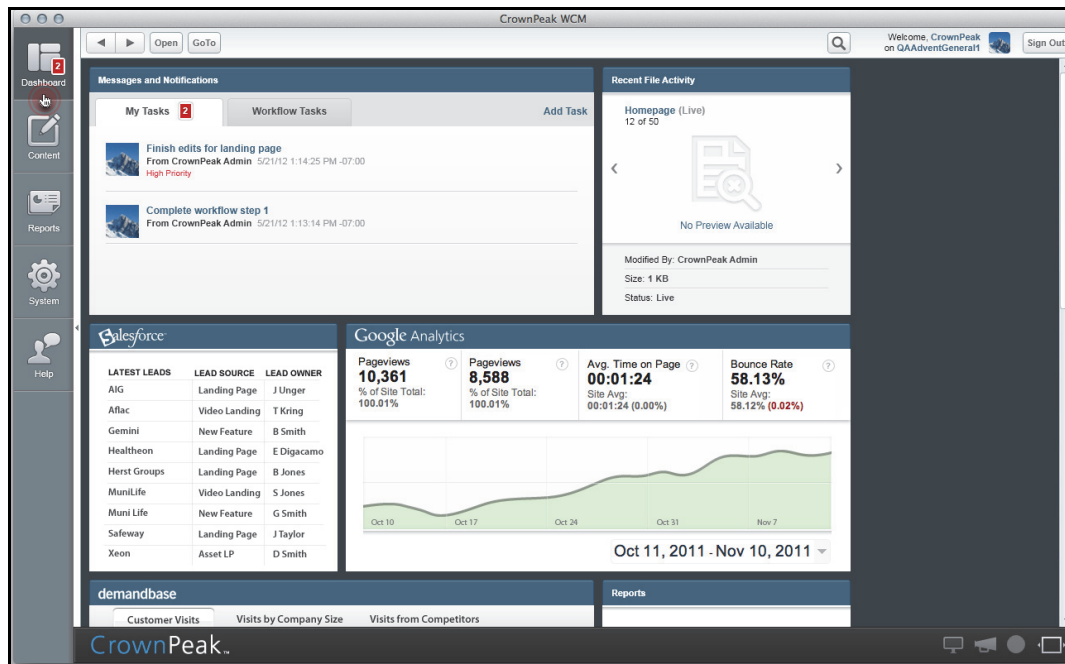 CrownPeak WCM
Open GoTo
Welcome, CrownPeak
on QAAdventGeneral1
Sign Out
2
Dashboard
Content
Reports
System
Help
Messages and Notifications
My Tasks 2 Workflow Tasks Add Task
Finish edits for landing page
From CrownPeak Admin 5/21/12 1:14:25 PM -07:00
High Priority
Complete workflow step 1
From CrownPeak Admin 5/21/12 1:13:14 PM -07:00
Recent File Activity
Homepage (Live)
12 of 50
No Preview Available
Modified By: CrownPeak Admin
Size: 1 KB
Status: Live
Salesforce
LATEST LEADS LEAD SOURCE LEAD OWNER
AIG Landing Page J Unger
Aflac Video Landing T Kring
Gemini New Feature B Smith
Healtheon Landing Page E Digacamo
Herst Groups Landing Page B Jones
MuniLife Video Landing S Jones
Muni Life New Feature G Smith
Safeway Landing Page J Taylor
Xeon Asset LP D Smith
Google Analytics
Pageviews ?
10,361
% of Site Total:
100.01%
Pageviews ?
8,588
% of Site Total:
100.01%
Avg. Time on Page ?
00:01:24
Site Avg:
00:01:24 (0.00%)
Bounce Rate ?
58.13%
Site Avg:
58.12% (0.02%)
Oct 10 Oct 17 Oct 24 Oct 31 Nov 7
Oct 11, 2011 - Nov 10, 2011
demandbase
Customer Visits Visits by Company Size Visits from Competitors
Reports
CrownPeak™